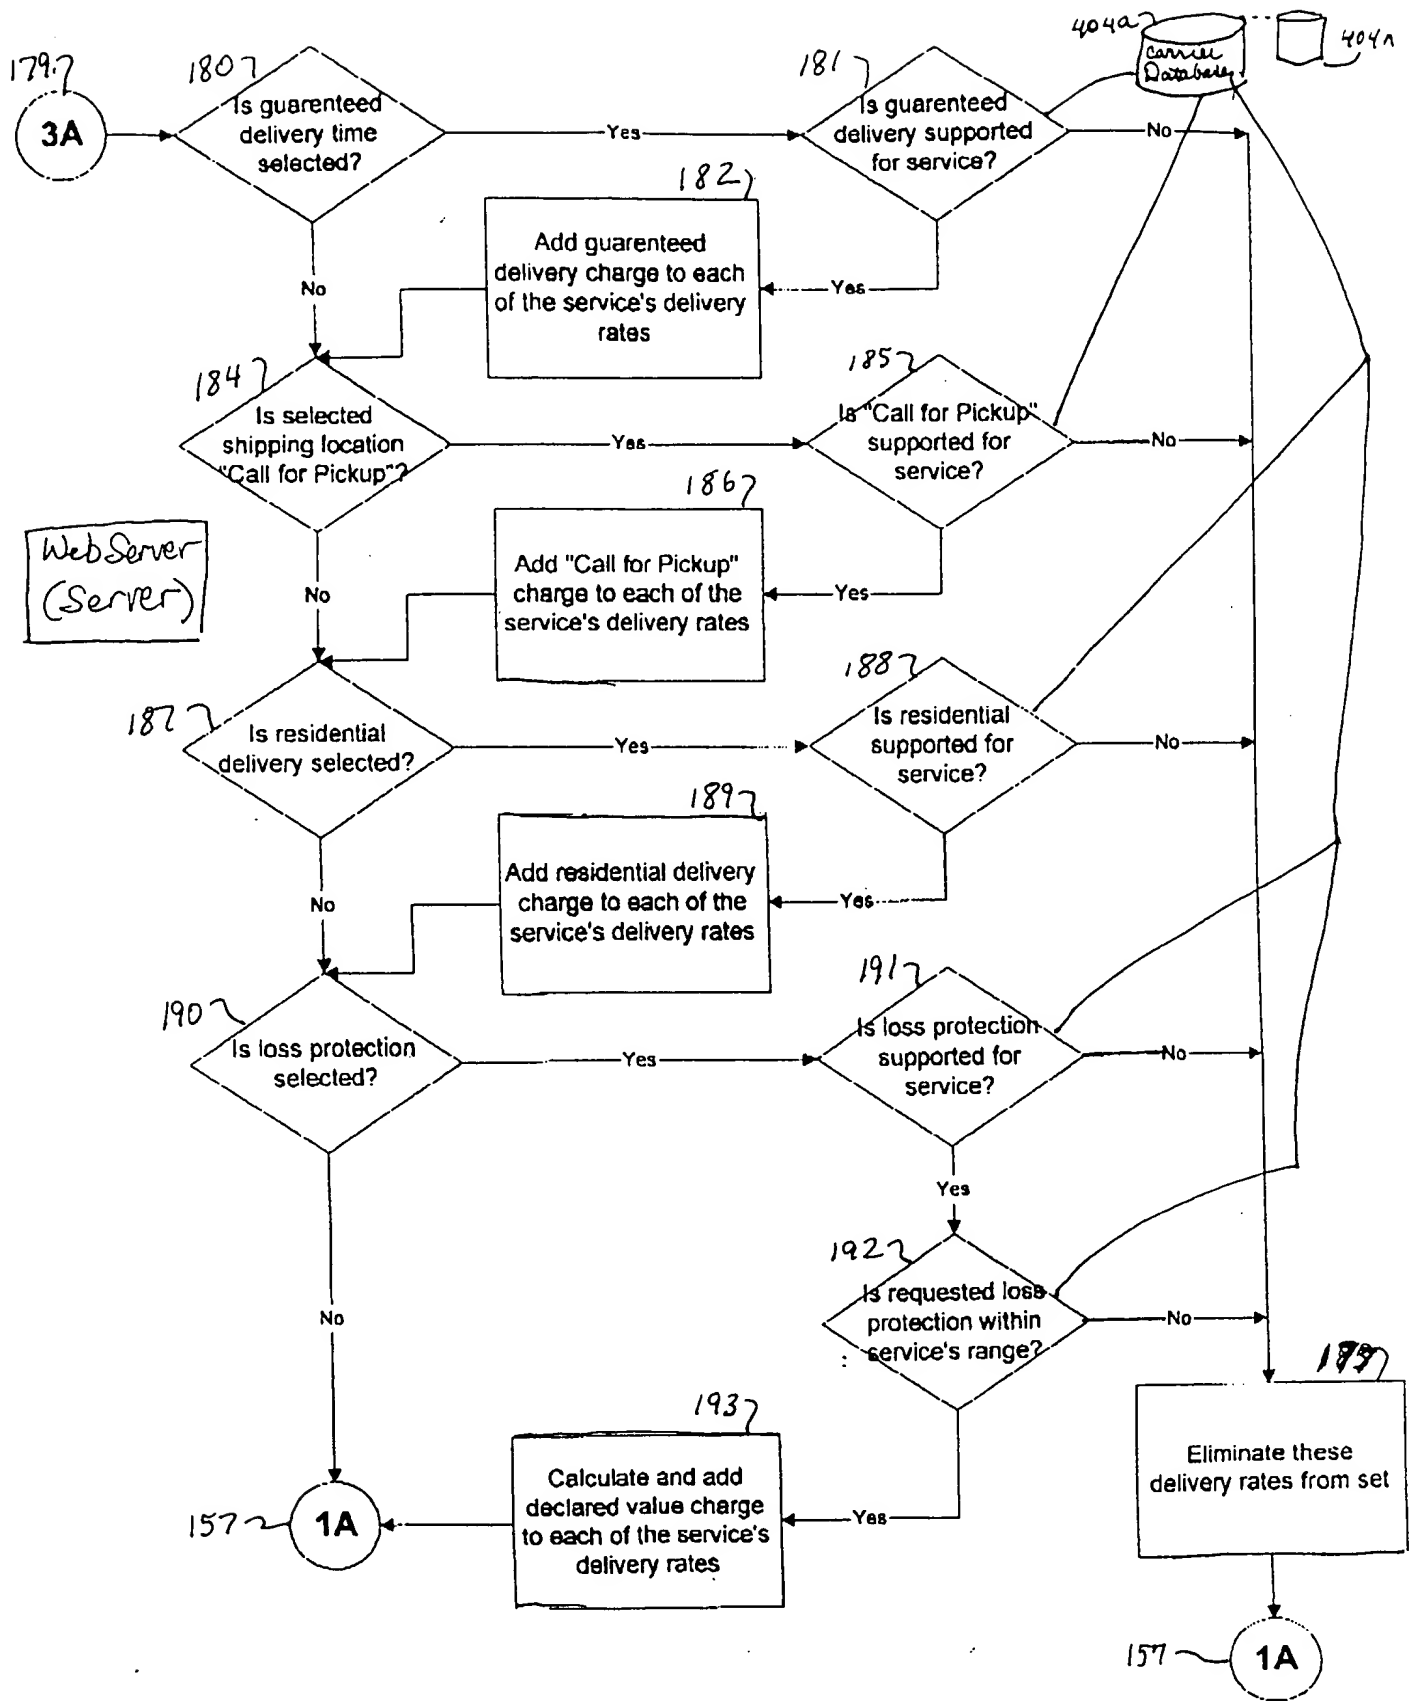 179
3A
180
Is guarenteed
delivery time
selected?
Yes
181
Is guarenteed
delivery supported
for service?
No
404a
Carrier
Database
404n
182
Add guarenteed
delivery charge to each
of the service's delivery
rates
Yes
No
184
Is selected
shipping location
"Call for Pickup"?
Yes
185
Is "Call for Pickup"
supported for
service?
No
186
Add "Call for Pickup"
charge to each of the
service's delivery rates
Yes
No
Web Server
(Server)
187
Is residential
delivery selected?
Yes
188
Is residential
supported for
service?
No
189
Add residential delivery
charge to each of the
service's delivery rates
Yes
No
190
Is loss protection
selected?
Yes
191
Is loss protection
supported for
service?
No
Yes
192
Is requested loss
protection within
service's range?
No
No
193
Calculate and add
declared value charge
to each of the service's
delivery rates
Yes
157
1A
Eliminate these
delivery rates from set
157
1A